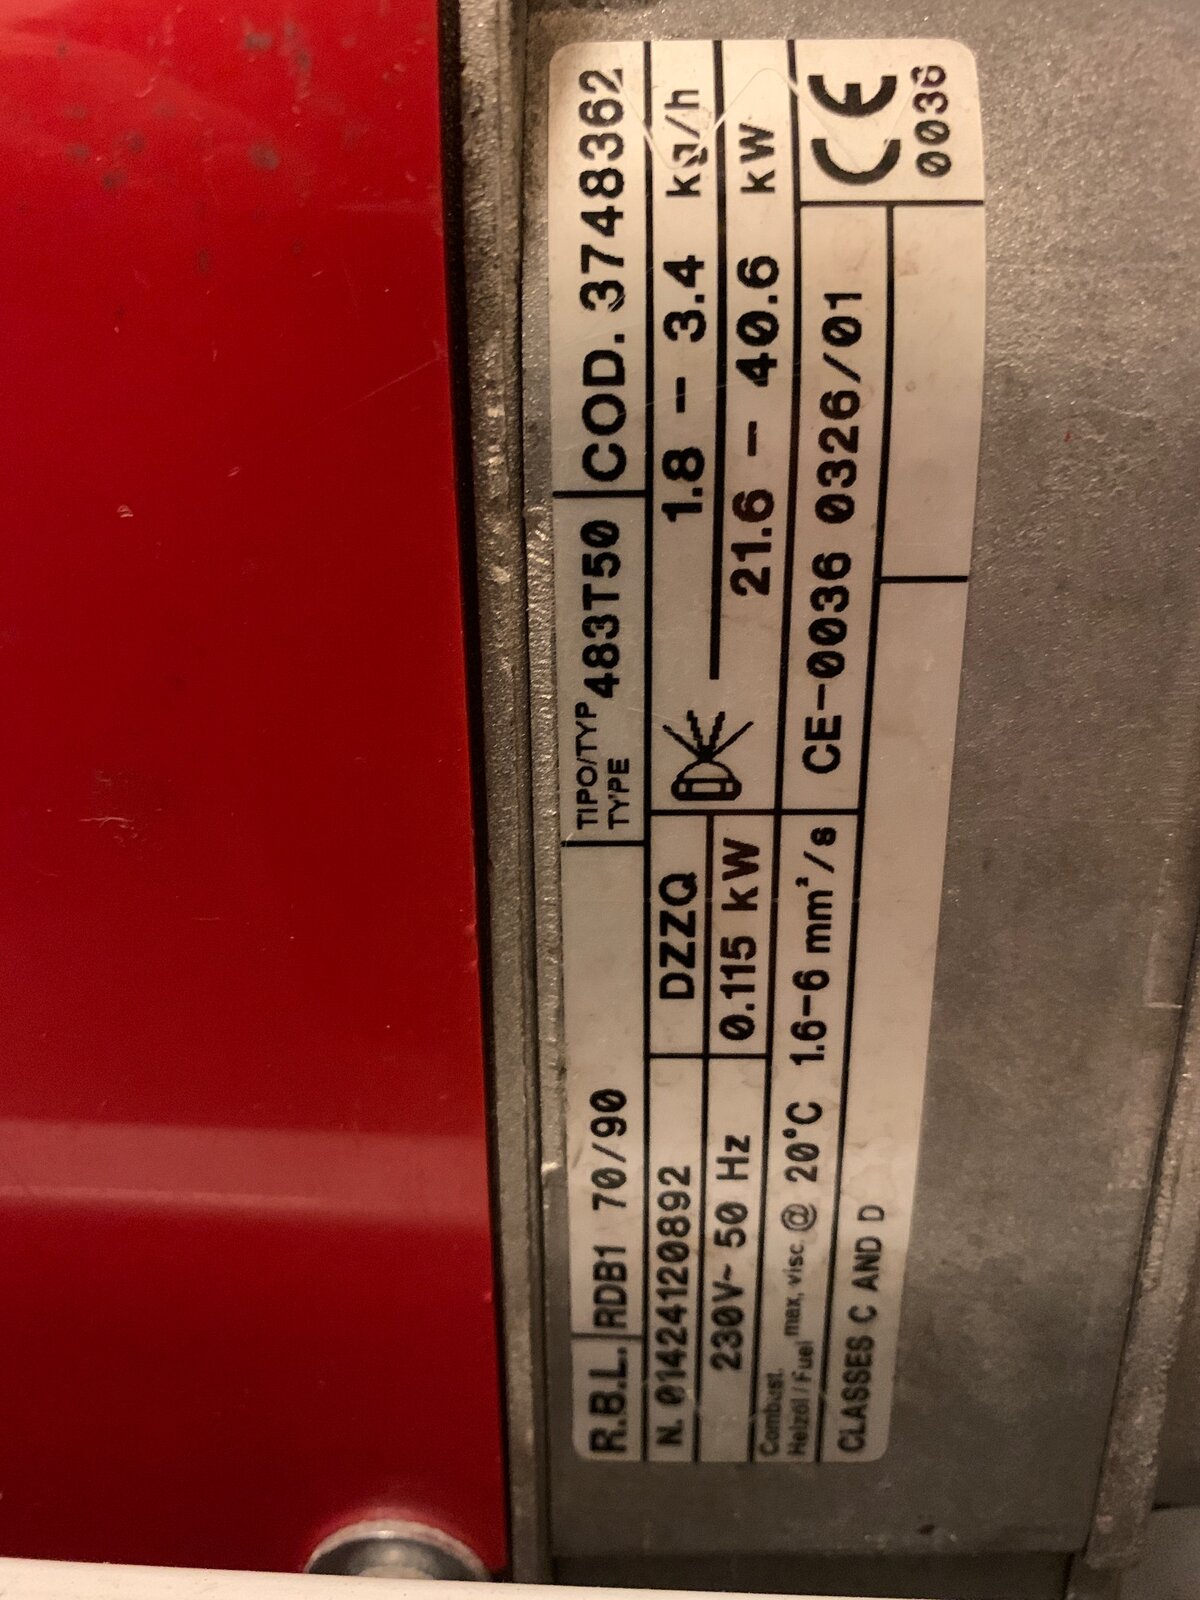 R.B.L. RDB1 70/90 TIPO/TYP TYPE 483T50 COD. 3748362
N. 01424120892 DZZQ 1.8 – 3.4 kg/h
230V~ 50 Hz 0.115 kW 21.6 – 40.6 kW
Combust. Heizöl/Fuel max. visc. @ 20°C 1.6–6 mm²/s CE–0036 0326/01 CE
CLASSES C AND D 0036